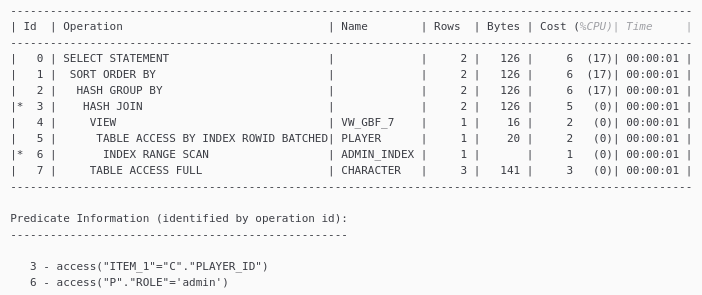 -------------------------------------------------------------------------------------------------------
| Id  | Operation                               | Name        | Rows  | Bytes | Cost (%CPU)| Time     |
-------------------------------------------------------------------------------------------------------
|   0 | SELECT STATEMENT                        |             |     2 |   126 |     6  (17)| 00:00:01 |
|   1 |  SORT ORDER BY                          |             |     2 |   126 |     6  (17)| 00:00:01 |
|   2 |   HASH GROUP BY                         |             |     2 |   126 |     6  (17)| 00:00:01 |
|*  3 |    HASH JOIN                            |             |     2 |   126 |     5   (0)| 00:00:01 |
|   4 |     VIEW                                | VW_GBF_7    |     1 |    16 |     2   (0)| 00:00:01 |
|   5 |      TABLE ACCESS BY INDEX ROWID BATCHED| PLAYER      |     1 |    20 |     2   (0)| 00:00:01 |
|*  6 |       INDEX RANGE SCAN                  | ADMIN_INDEX |     1 |       |     1   (0)| 00:00:01 |
|   7 |     TABLE ACCESS FULL                   | CHARACTER   |     3 |   141 |     3   (0)| 00:00:01 |
-------------------------------------------------------------------------------------------------------
Predicate Information (identified by operation id):
---------------------------------------------------
   3 - access("ITEM_1"="C"."PLAYER_ID")
   6 - access("P"."ROLE"='admin')